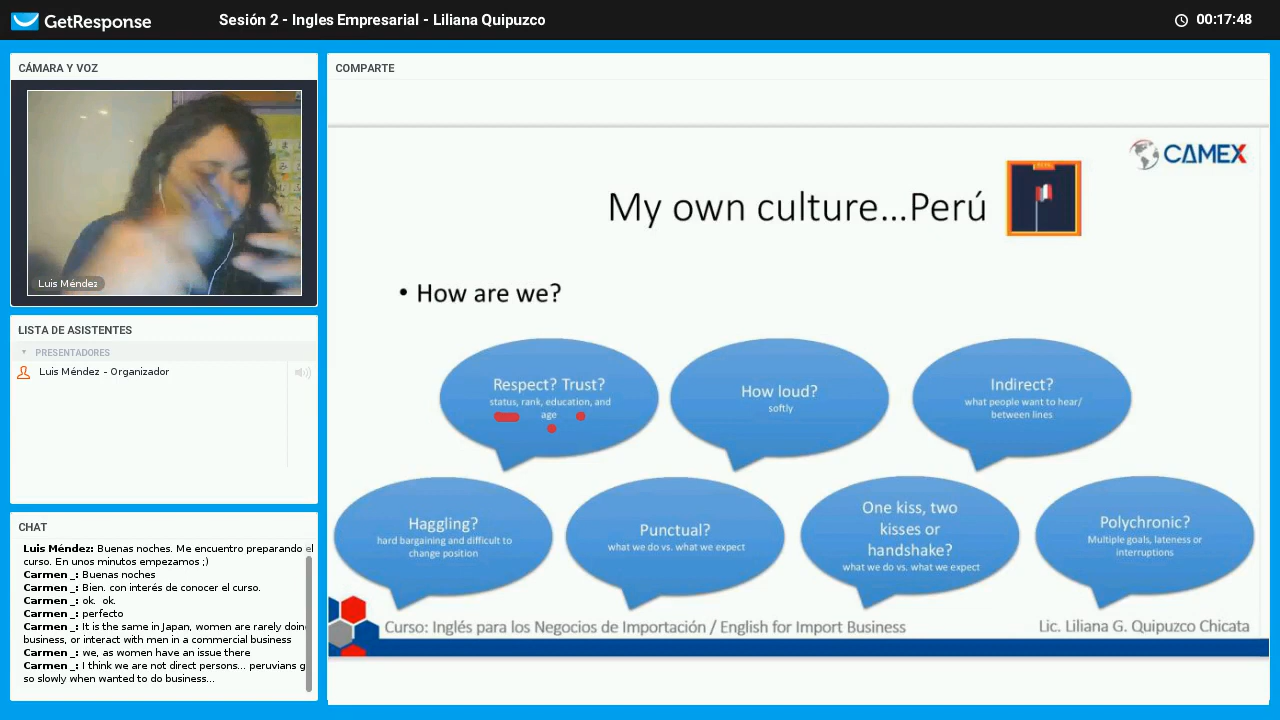 GetResponse
Sesión 2 - Ingles Empresarial - Liliana Quipuzco
00:17:48
CÁMARA Y VOZ
Luis Méndez
LISTA DE ASISTENTES
PRESENTADORES
Luis Méndez - Organizador
CHAT
Luis Méndez: Buenas noches. Me encuentro preparando el
curso. En unos minutos empezamos ;)
Carmen _: Buenas noches
Carmen _: Bien. con interés de conocer el curso.
Carmen _: ok. ok.
Carmen _: perfecto
Carmen _: It is the same in Japan, women are rarely doin
business, or interact with men in a commercial business
Carmen _: we, as women have an issue there
Carmen _: I think we are not direct persons... peruvians g
so slowly when wanted to do business...
COMPARTE
CAMEX
My own culture...Perú
• How are we?
Respect? Trust?
status, rank, education, and
age
How loud?
softly
Indirect?
what people want to hear/
between lines
Haggling?
hard bargaining and difficult to
change position
Punctual?
what we do vs. what we expect
One kiss, two
kisses or
handshake?
what we do vs. what we expect
Polychronic?
Multiple goals, lateness or
interruptions
Curso: Inglés para los Negocios de Importación / English for Import Business
Lic. Liliana G. Quipuzco Chicata